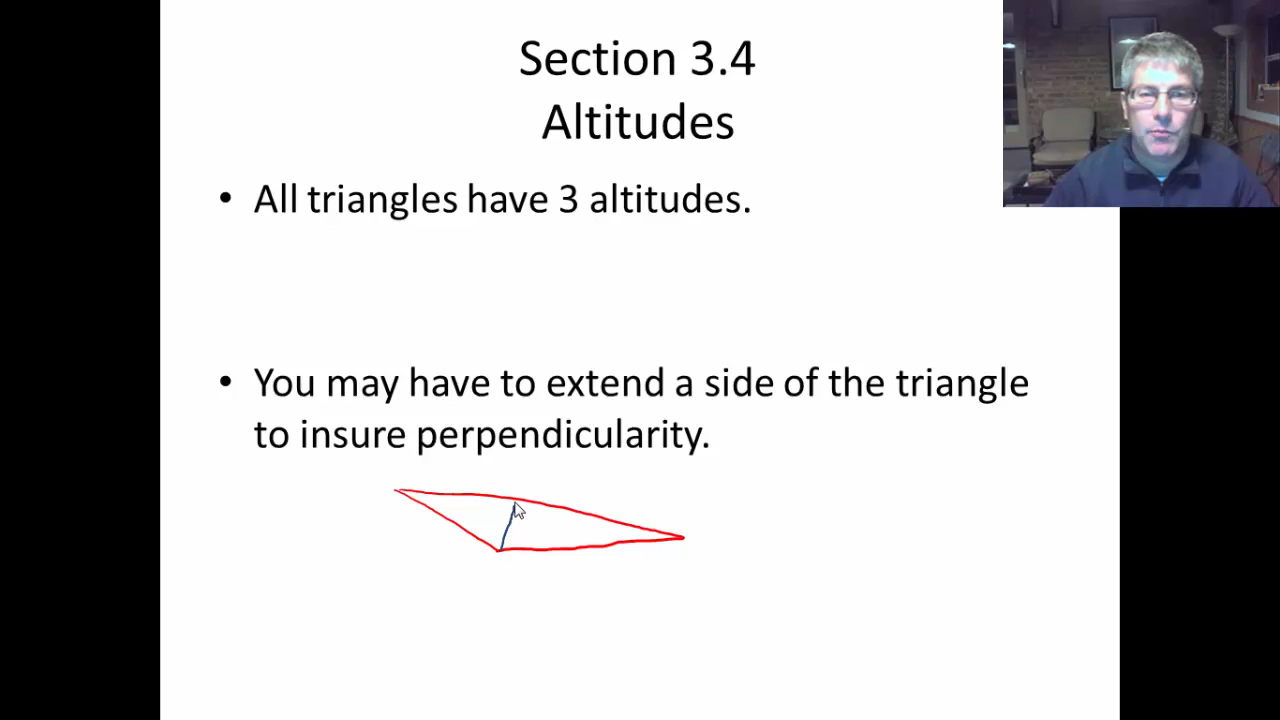 Section 3.4
Altitudes
• All triangles have 3 altitudes.
• You may have to extend a side of the triangle
to insure perpendicularity.